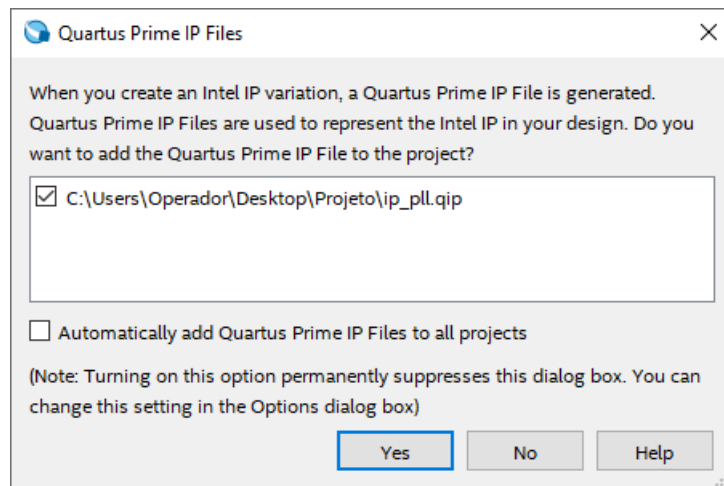 Quartus Prime IP Files
When you create an Intel IP variation, a Quartus Prime IP File is generated.
Quartus Prime IP Files are used to represent the Intel IP in your design. Do you
want to add the Quartus Prime IP File to the project?
C:\Users\Operador\Desktop\Projeto\ip_pll.qip
Automatically add Quartus Prime IP Files to all projects
(Note: Turning on this option permanently suppresses this dialog box. You can
change this setting in the Options dialog box)
Yes No Help